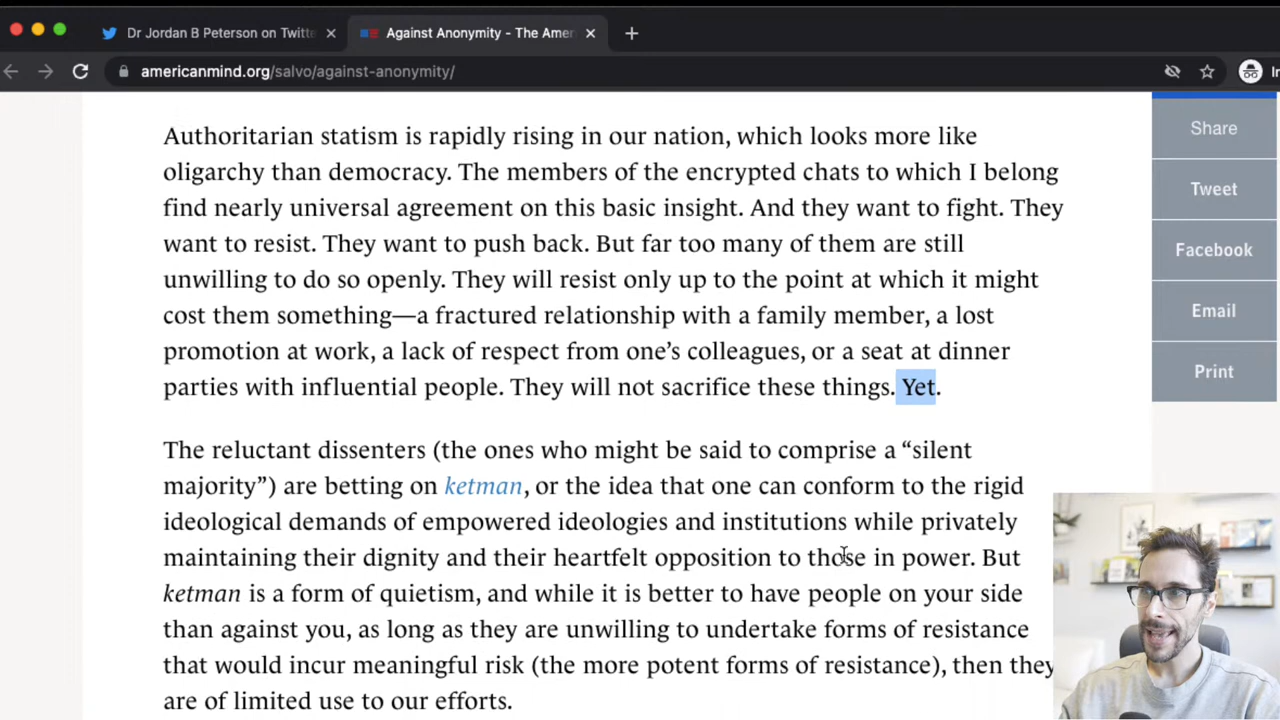 Dr Jordan B Peterson on Twitte
Against Anonymity - The Amer
americanmind.org/salvo/against-anonymity/
In
Authoritarian statism is rapidly rising in our nation, which looks more like
oligarchy than democracy. The members of the encrypted chats to which I belong
find nearly universal agreement on this basic insight. And they want to fight. They
want to resist. They want to push back. But far too many of them are still
unwilling to do so openly. They will resist only up to the point at which it might
cost them something—a fractured relationship with a family member, a lost
promotion at work, a lack of respect from one’s colleagues, or a seat at dinner
parties with influential people. They will not sacrifice these things. Yet.
The reluctant dissenters (the ones who might be said to comprise a “silent
majority”) are betting on ketman, or the idea that one can conform to the rigid
ideological demands of empowered ideologies and institutions while privately
maintaining their dignity and their heartfelt opposition to those in power. But
ketman is a form of quietism, and while it is better to have people on your side
than against you, as long as they are unwilling to undertake forms of resistance
that would incur meaningful risk (the more potent forms of resistance), then they
are of limited use to our efforts.
Share
Tweet
Facebook
Email
Print